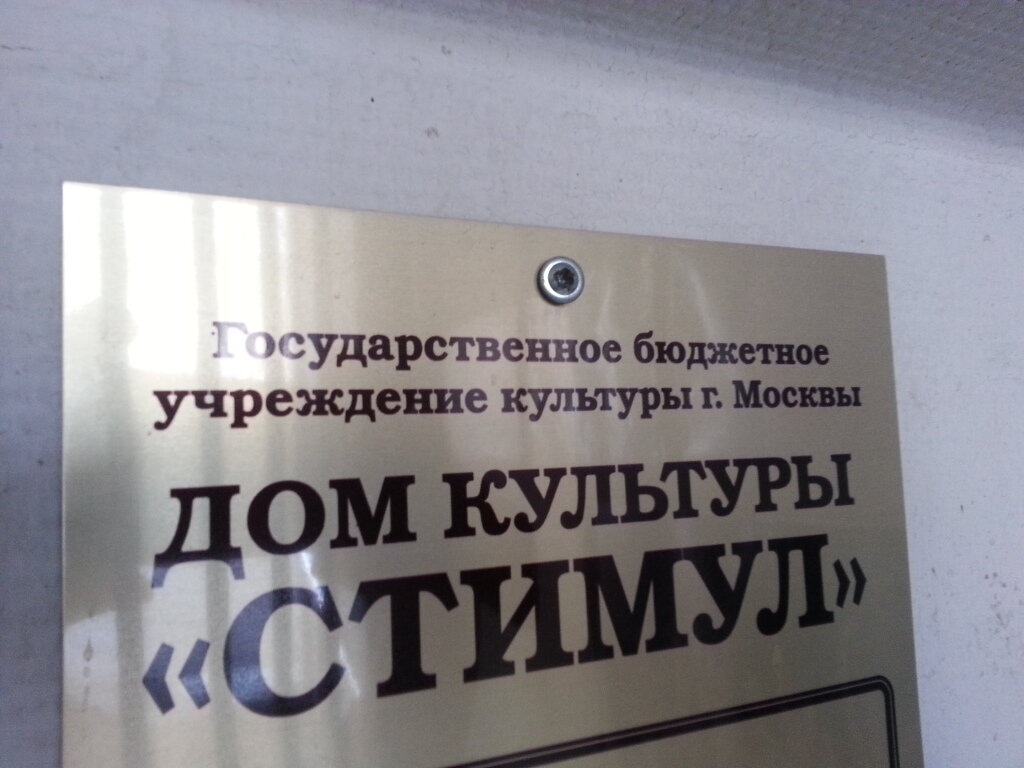 Государственное бюджетное
учреждение культуры г. Москвы
ДОМ КУЛЬТУРЫ
«СТИМУЛ»